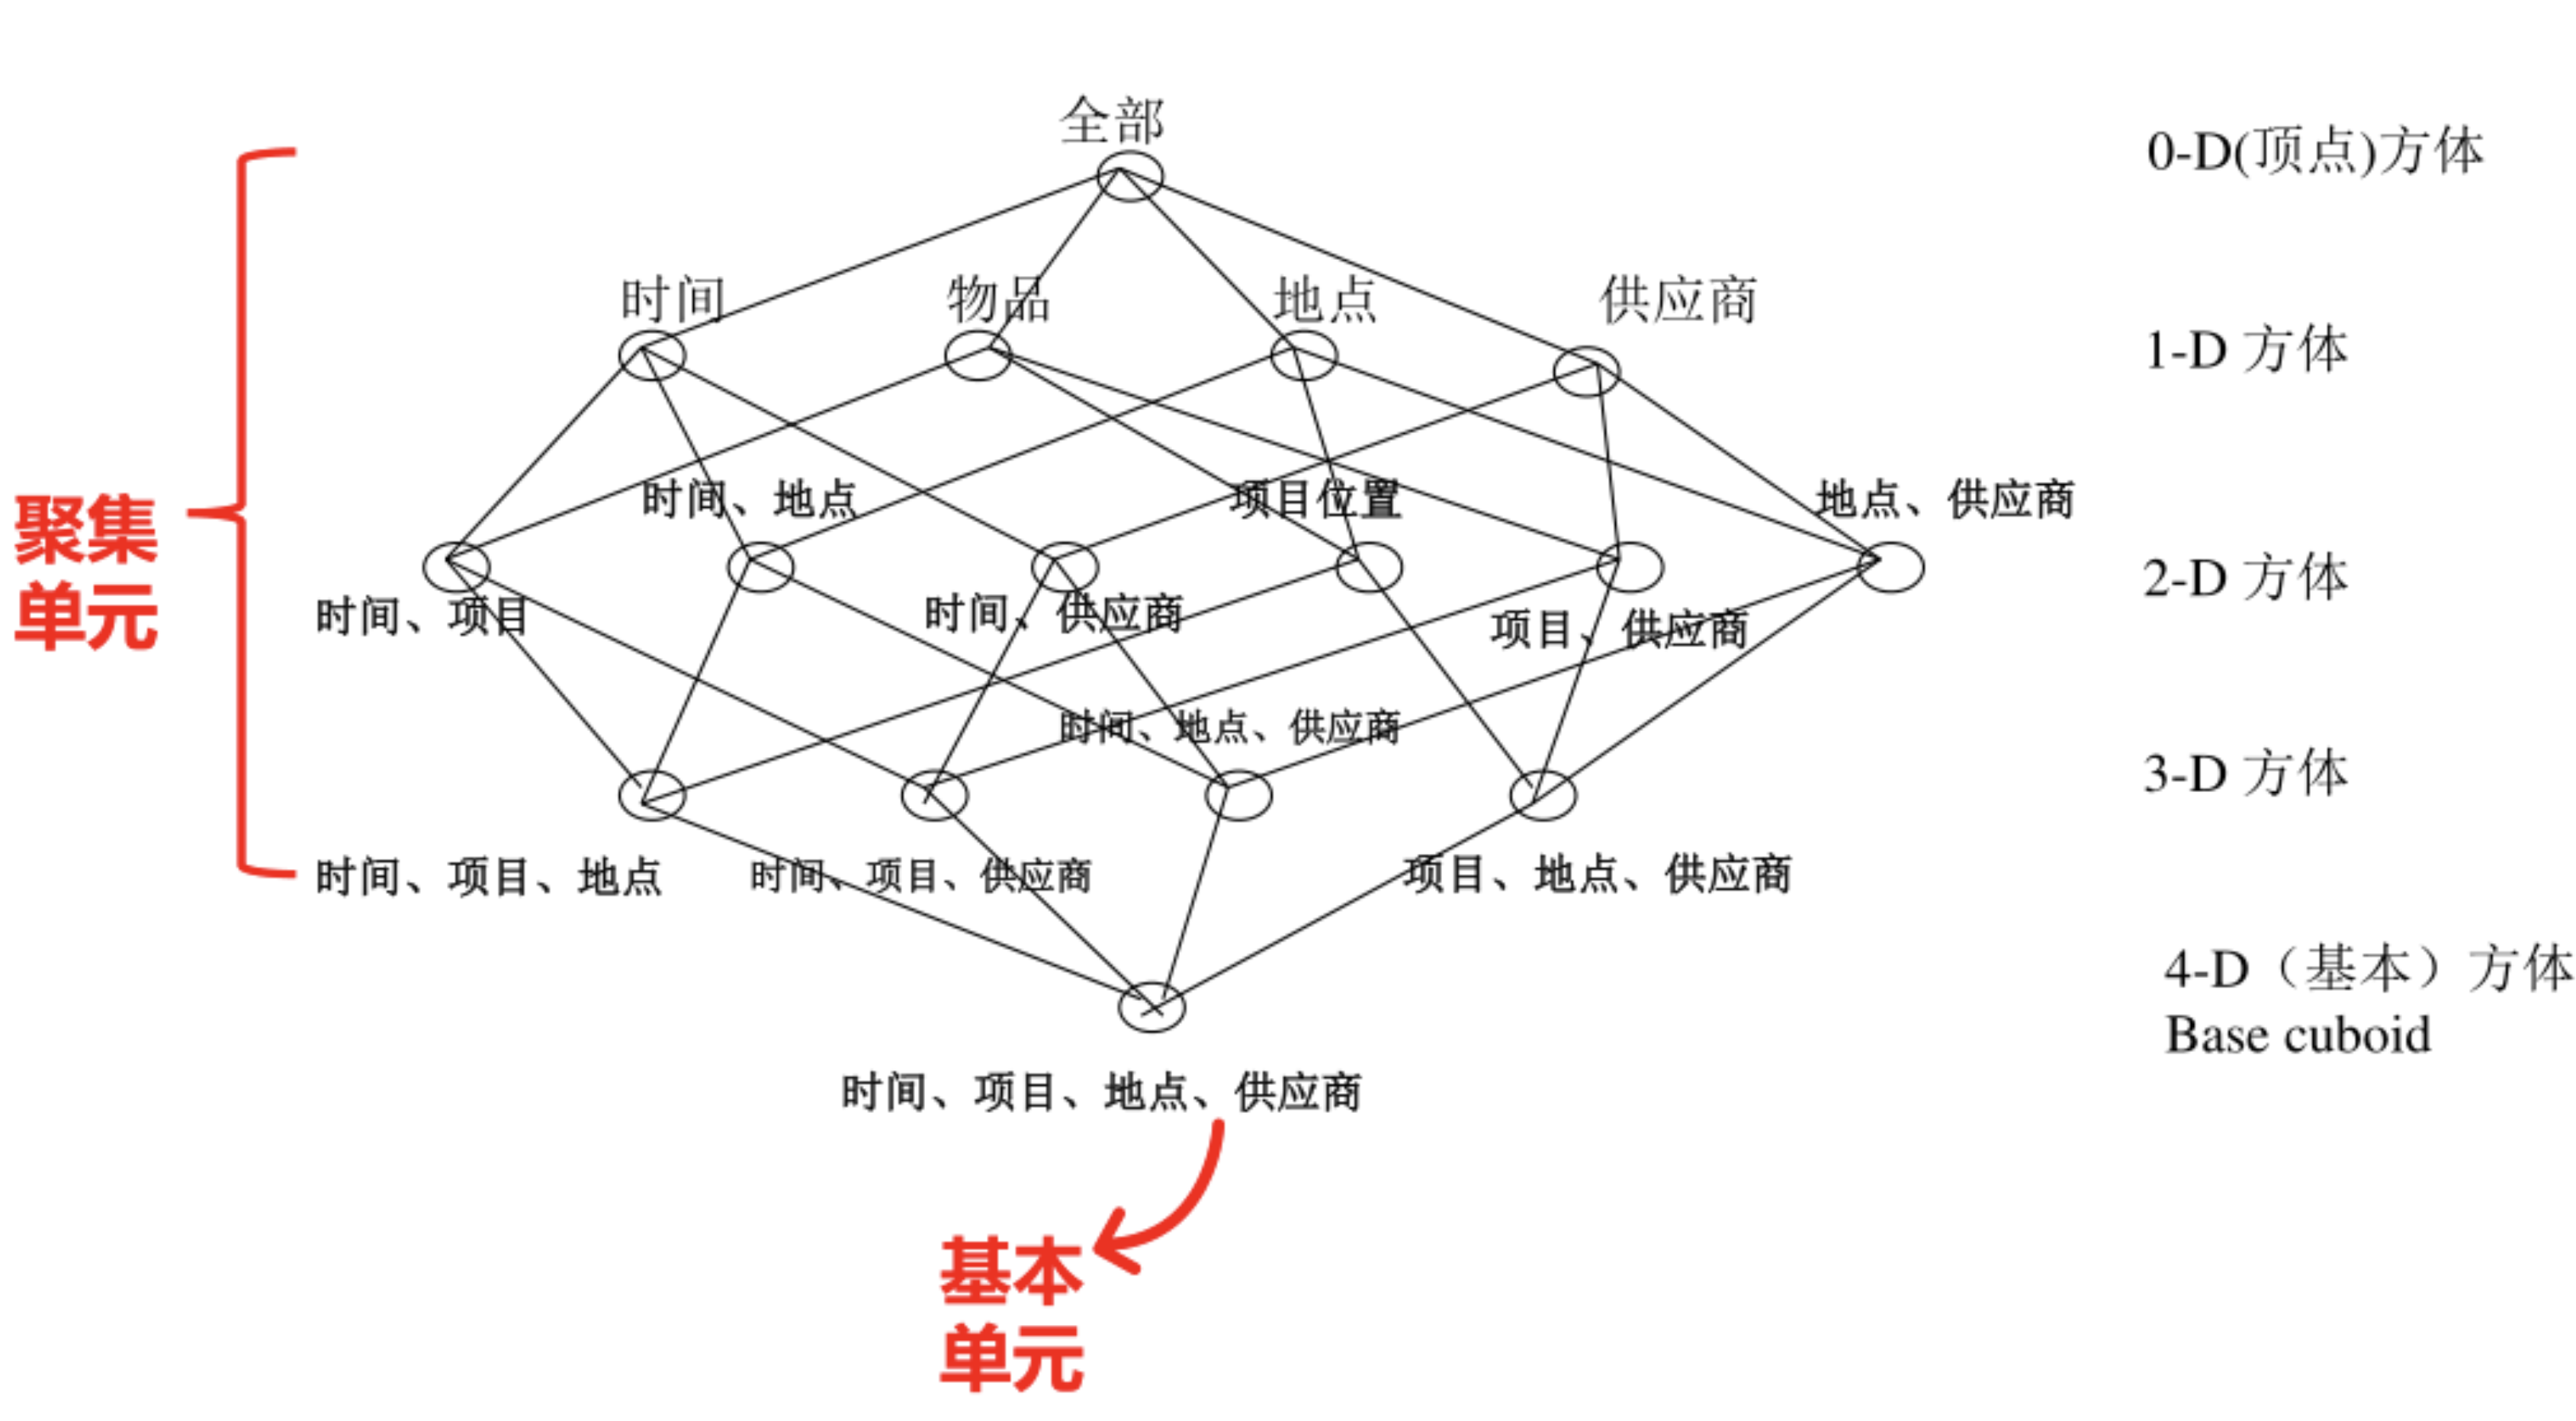 全部
0-D(顶点)方体
时间
物品
地点
供应商
1-D 方体
时间、地点
项目位置
地点、供应商
聚集
单元
2-D 方体
时间、项目
时间、供应商
项目、供应商
时间、地点、供应商
3-D 方体
时间、项目、地点
时间、项目、供应商
项目、地点、供应商
4-D（基本）方体
Base cuboid
时间、项目、地点、供应商
基本
单元